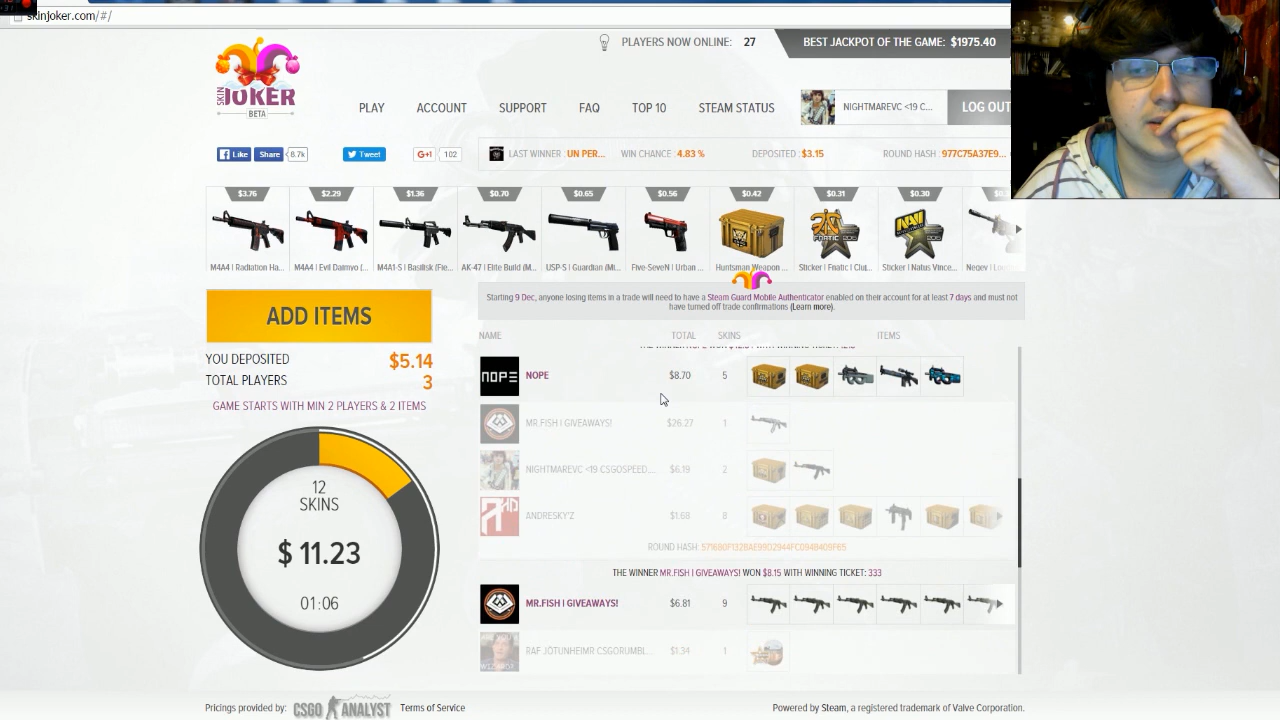 skinjoker.com/#/
PLAYERS NOW ONLINE: 27
BEST JACKPOT OF THE GAME: $1975.40
SKIN JOKER
BETA
PLAY
ACCOUNT
SUPPORT
FAQ
TOP 10
STEAM STATUS
NIGHTMAREVC <19 C...
LOG OUT
Like
Share
8.7k
Tweet
G+1
102
LAST WINNER : UN PER...
WIN CHANCE : 4.83 %
DEPOSITED : $3.15
ROUND HASH : 977C75A37E9...
$3.76
$2.29
$1.36
$0.70
$0.65
$0.56
$0.42
$0.31
$0.30
M4A4 | Radiation Ha...
M4A4 | Evil Daimyo (...
M4A1-S | Basilisk (Fie...
AK-47 | Elite Build (M...
USP-S | Guardian (Mi...
Five-SeveN | Urban ...
Huntsman Weapon ...
Sticker | Fnatic | Cluj...
Sticker | Natus Vince...
Negev | Lou...
ADD ITEMS
Starting 9 Dec, anyone losing items in a trade will need to have a Steam Guard Mobile Authenticator enabled on their account for at least 7 days and must not
have turned off trade confirmations (Learn more).
YOU DEPOSITED $5.14
TOTAL PLAYERS 3
GAME STARTS WITH MIN 2 PLAYERS & 2 ITEMS
12
SKINS
$ 11.23
01:06
NAME TOTAL SKINS ITEMS
NOPE NOPE $8.70 5
MR.FISH | GIVEAWAYS! $26.27 1
NIGHTMAREVC <19 CSGOSPEED.... $6.19 2
ANDRESKY'Z $1.68 8
THE WINNER MR.FISH | GIVEAWAYS! WON $8.15 WITH WINNING TICKET: 333
MR.FISH | GIVEAWAYS! $6.81 9
RAF JÖTUNHEIMR CSGORUMBL... $1.34 1
Pricings provided by: CSGO ANALYST Terms of Service
Powered by Steam, a registered trademark of Valve Corporation.